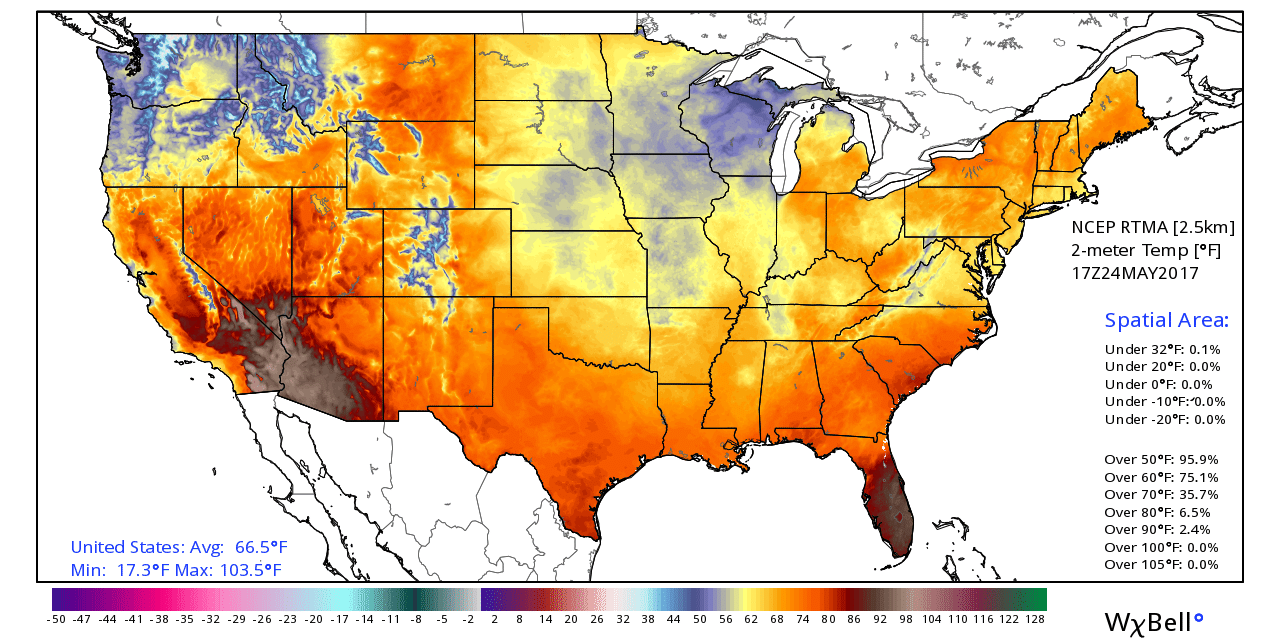 NCEP RTMA [2.5km]
2-meter Temp [°F]
17Z24MAY2017
Spatial Area:
Under 32°F: 0.1%
Under 20°F: 0.0%
Under 0°F: 0.0%
Under -10°F: 0.0%
Under -20°F: 0.0%
Over 50°F: 95.9%
Over 60°F: 75.1%
Over 70°F: 35.7%
Over 80°F: 6.5%
Over 90°F: 2.4%
Over 100°F: 0.0%
Over 105°F: 0.0%
United States: Avg: 66.5°F
Min: 17.3°F Max: 103.5°F
-50 -47 -44 -41 -38 -35 -32 -29 -26 -23 -20 -17 -14 -11 -8 -5 -2 2 8 14 20 26 32 38 44 50 56 62 68 74 80 86 92 98 104 110 116 122 128
WχBell°